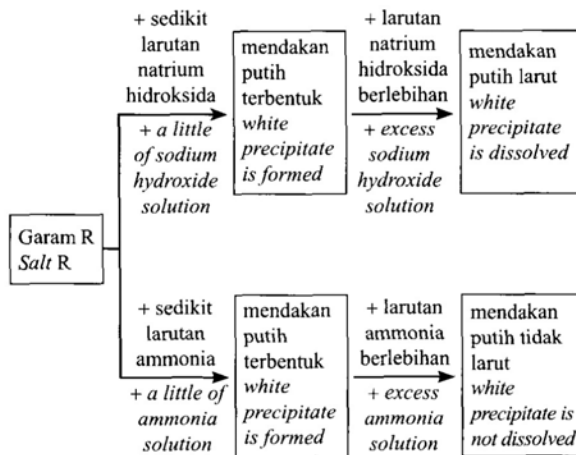 + sedikit
larutan
natrium
hidroksida
+ a little
of sodium
hydroxide
solution
mendakan
putih
terbentuk
white
precipitate
is formed
+ larutan
natrium
hidroksida
berlebihan
+ excess
sodium
hydroxide
solution
mendakan
putih larut
white
precipitate
is dissolved
Garam R
Salt R
+ sedikit
larutan
ammonia
+ a little of
ammonia
solution
mendakan
putih
terbentuk
white
precipitate
is formed
+ larutan
ammonia
berlebihan
+ excess
ammonia
solution
mendakan
putih tidak
larut
white
precipitate is
not dissolved